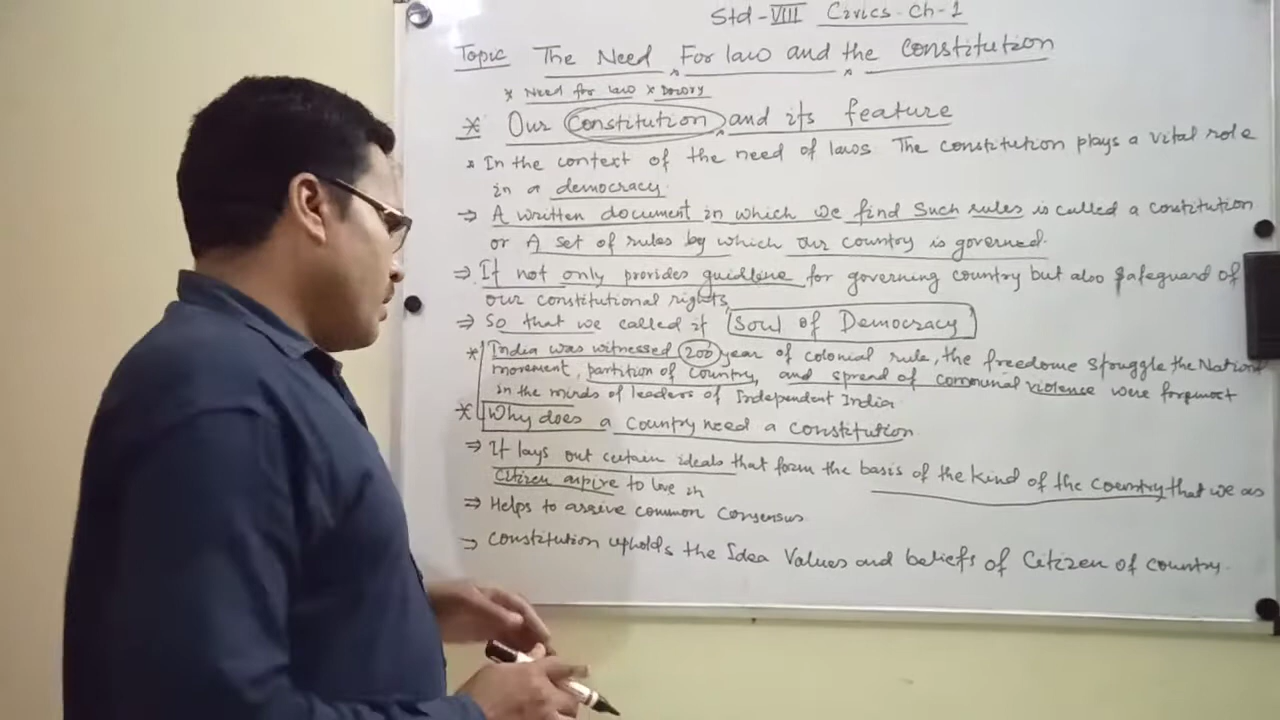 Std-VIII Civics Ch-1
Topic The Need For law and the Constitution
* Need for law * Dowry
* Our Constitution and its feature
* In the context of the need of laws The constitution plays a vital role
in a democracy.
⇒ A written document in which we find Such rules is called a constitution
or A set of rules by which our country is governed.
⇒ It not only provides guidline for governing country but also safeguard of
our constitutional rights
⇒ So that we called it Soul of Democracy
* India was witnessed 200 year of colonial rule, the freedome struggle the Nation
movement, partition of country, and spread of communal violence were foremost
in the minds of leaders of Independent India
* Why does a country need a constitution
⇒ It lays out certain ideals that form the basis of the kind of the country that we as
Citizen aspire to love in
⇒ Helps to arrive common consensus
⇒ Constitution upholds the Idea Values and beliefs of Citizen of country.